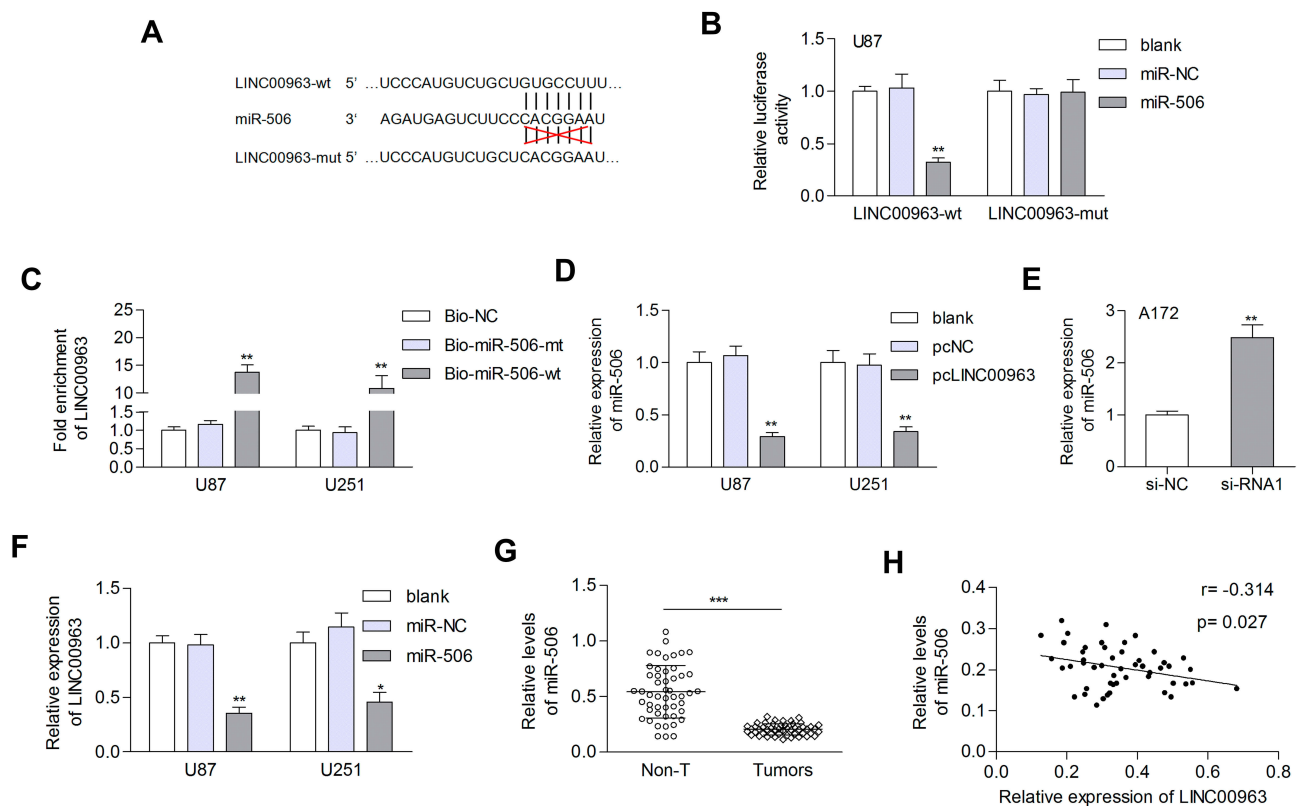 A
LINC00963-wt 5' …UCCCAUGUCUGCUGUGCCUUU…
miR-506 3' AGAUGAGUCUUCCCACGGAAU
LINC00963-mut 5' …UCCCAUGUCUGCUCACGGAAU…
B
U87
Relative luciferase
activity
1.5
1.0
0.5
0.0
**
LINC00963-wt LINC00963-mut
blank
miR-NC
miR-506
C
Fold enrichment
of LINC00963
25
20
15
10
1.5
1.0
0.5
0.0
** **
U87 U251
Bio-NC
Bio-miR-506-mt
Bio-miR-506-wt
D
Relative expression
of miR-506
1.5
1.0
0.5
0.0
** **
U87 U251
blank
pcNC
pcLINC00963
E
A172
Relative expression
of miR-506
3
2
1
0
**
si-NC si-RNA1
F
Relative expression
of LINC00963
1.5
1.0
0.5
0.0
** *
U87 U251
blank
miR-NC
miR-506
G
Relative levels
of miR-506
1.5
1.0
0.5
0.0
***
Non-T Tumors
H
Relative levels
of miR-506
0.4
0.3
0.2
0.1
0.0
r= -0.314
p= 0.027
0.0 0.2 0.4 0.6 0.8
Relative expression of LINC00963